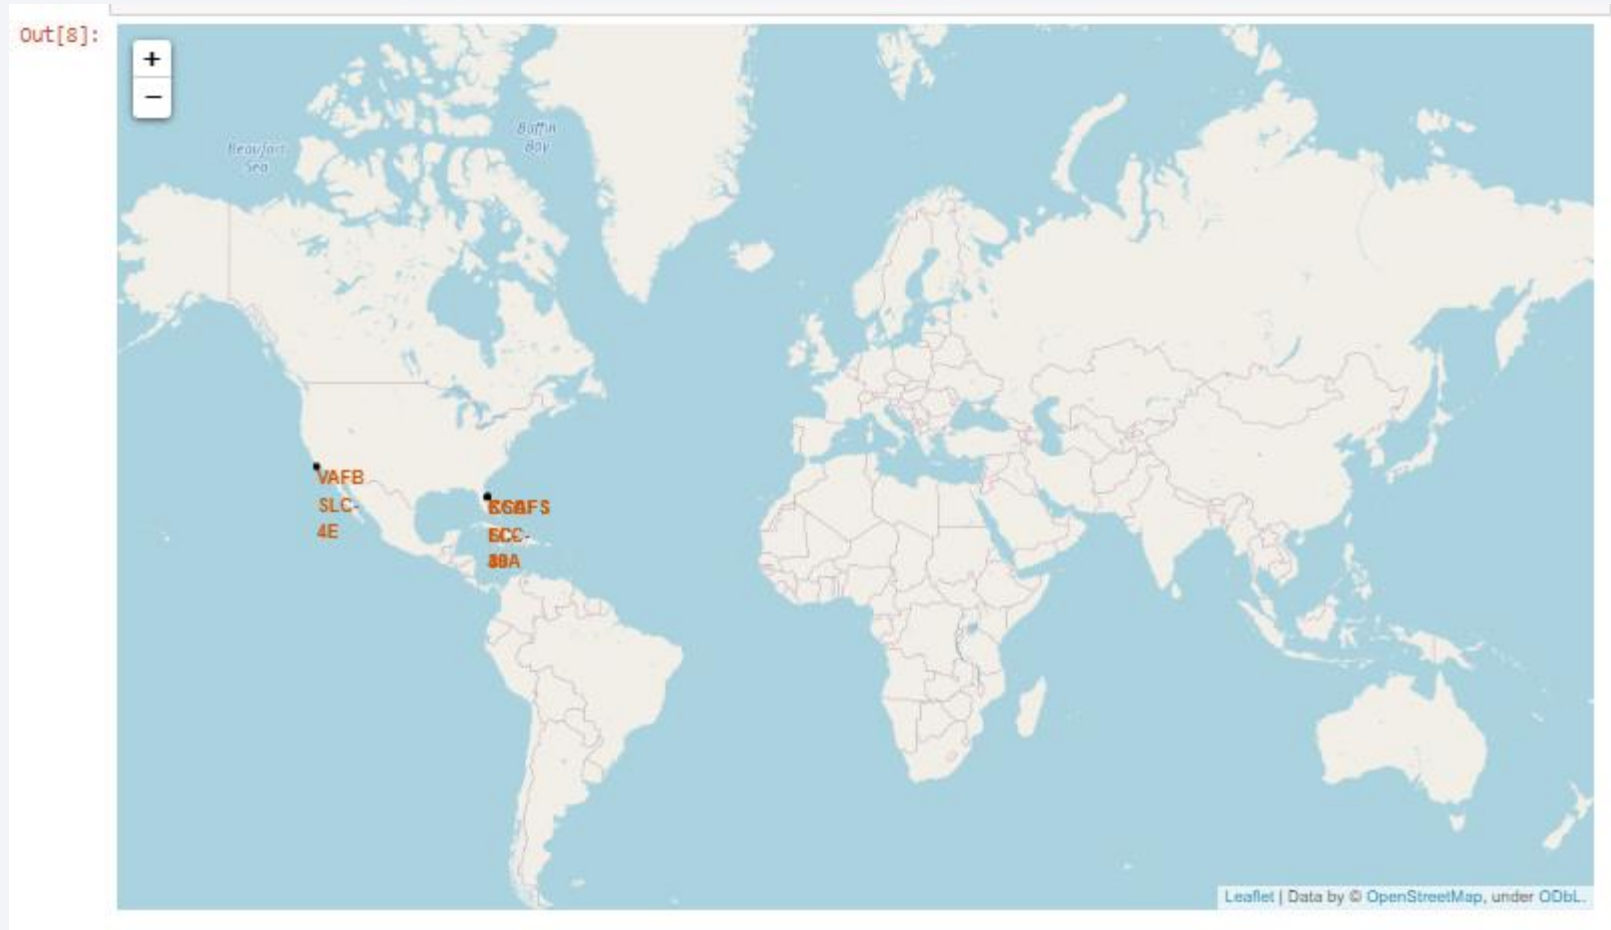 Out[8]:
+
−
Baffin
Bay
Beaufort
Sea
VAFB
SLC-
4E
Leaflet | Data by © OpenStreetMap, under ODbL.